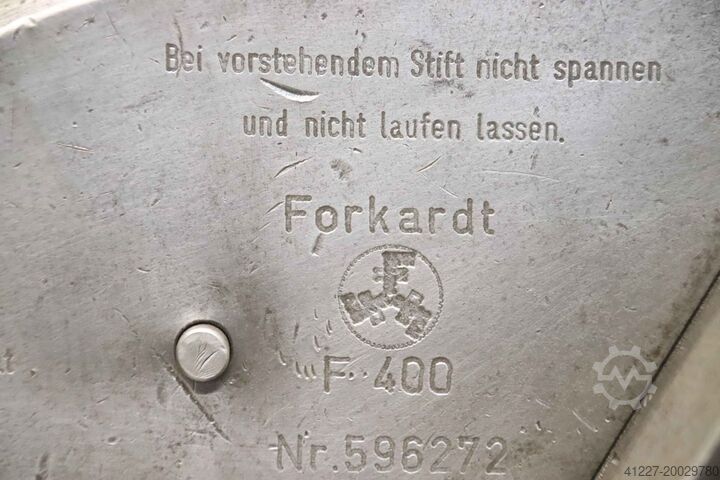 Bei vorstehendem Stift nicht spannen
und nicht laufen lassen.
Forkardt
F
F 400
Nr. 596272
41227-20029780